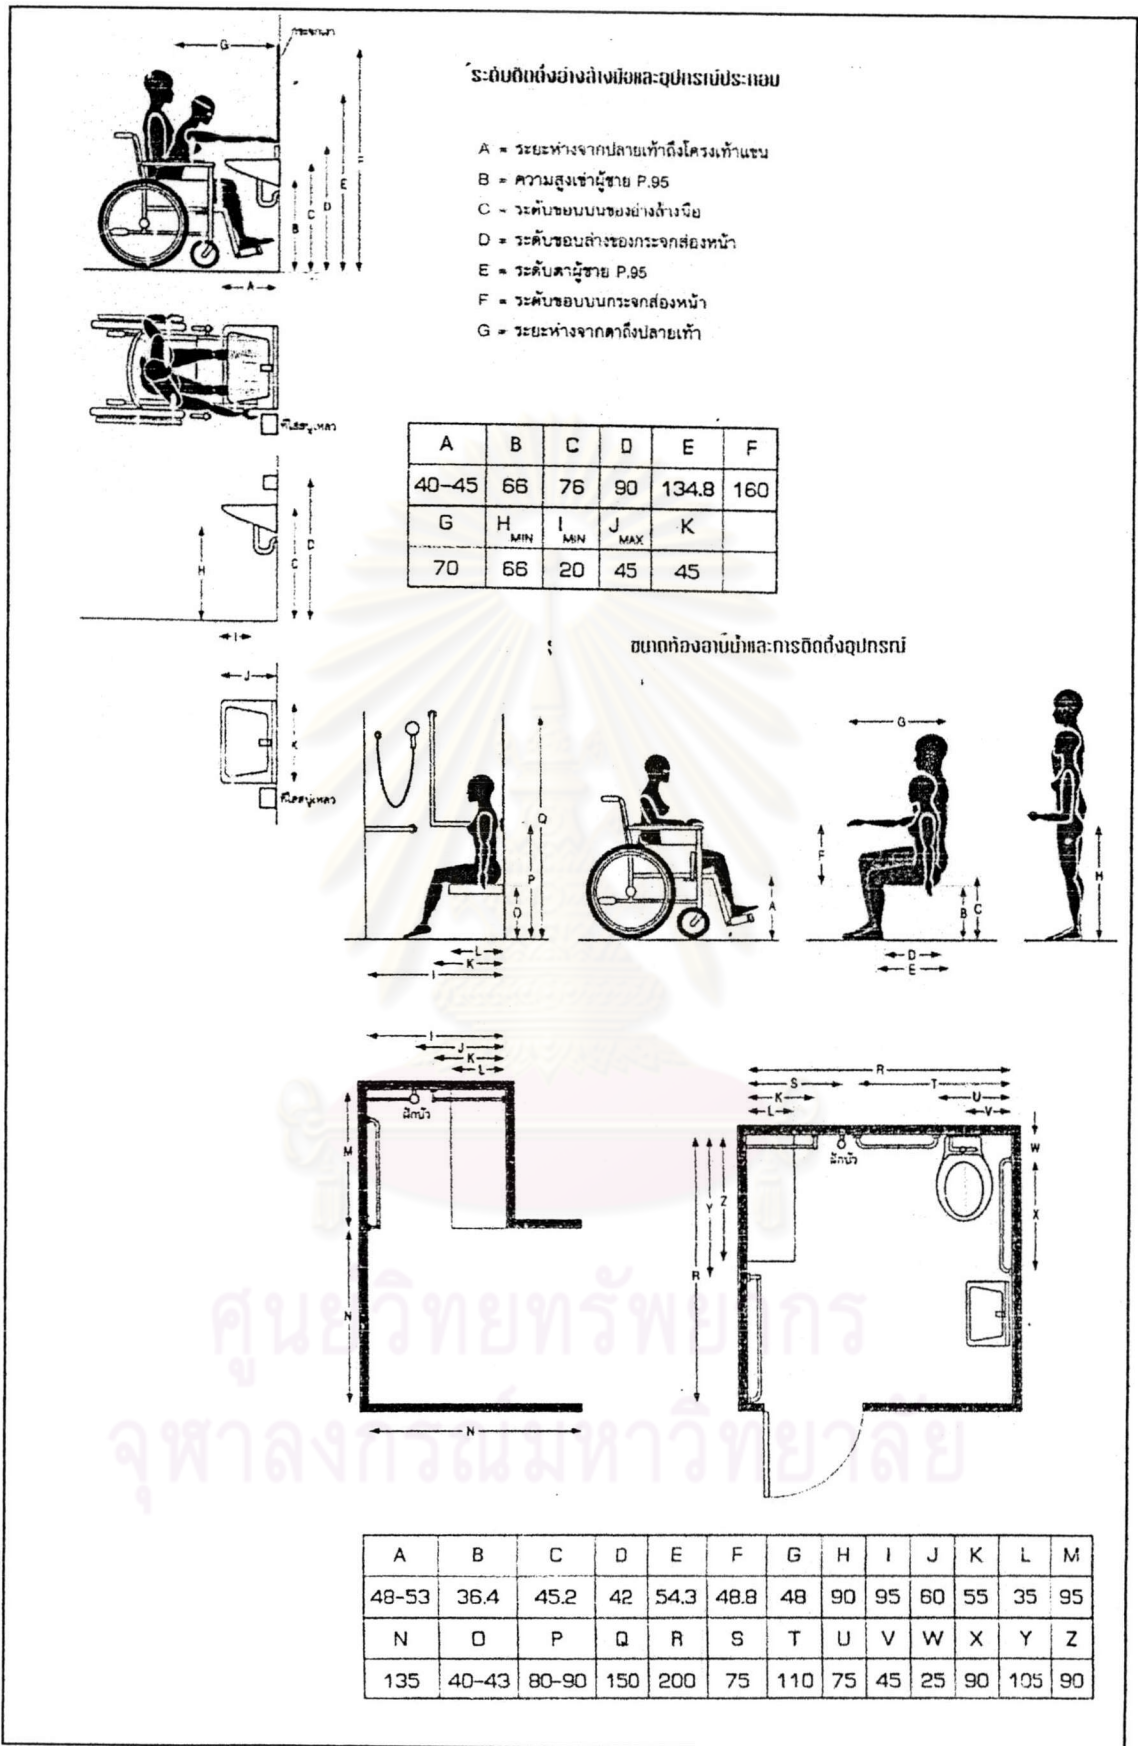 กระจกเงา
G
ระดับติดตั้งอ่างล้างมือและอุปกรณ์ประกอบ
A = ระยะห่างจากปลายเท้าถึงโครงเท้าแขน
B = ความสูงเข่าผู้ชาย P.95
C = ระดับขอบบนของอ่างล้างมือ
D = ระดับขอบล่างของกระจกส่องหน้า
E = ระดับตาผู้ชาย P.95
F = ระดับขอบบนกระจกส่องหน้า
G = ระยะห่างจากตาถึงปลายเท้า
B C D E F
A
ที่ใส่สบู่เหลว
A B C D E F
40-45 66 76 90 134.8 160
G H MIN I MIN J MAX K
70 66 20 45 45
H C D
I
J
K
ที่ใส่สบู่เหลว
ขนาดห้องอาบน้ำและการติดตั้งอุปกรณ์
G
Q P O
F
A
B C
H
L
K
I
D
E
I
J
K
L
ฝักบัว
M
N
N
R
S T
K U
L V
ฝักบัว
W
X
Z
Y
R
ศูนย์วิทยทรัพยากร
จุฬาลงกรณ์มหาวิทยาลัย
A B C D E F G H I J K L M
48-53 36.4 45.2 42 54.3 48.8 48 90 95 60 55 35 95
N O P Q R S T U V W X Y Z
135 40-43 80-90 150 200 75 110 75 45 25 90 105 90